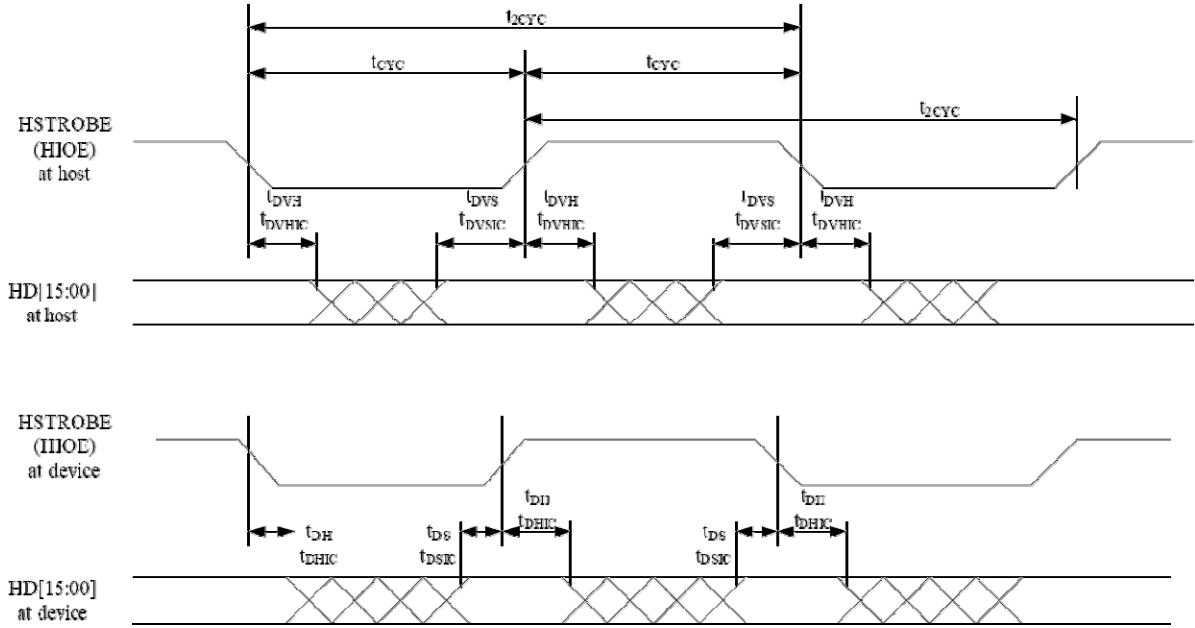 t2CYC
tCYC tCYC
t2CYC
HSTROBE
(HIOE)
at host
tDVH tDVS tDVH tDVS tDVH
tDVHIC tDVSIC tDVHIC tDVSIC tDVHIC
HD[15:00]
at host
HSTROBE
(HIOE)
at device
tDH tDS tDH tDS tDH
tDHIC tDSIC tDHIC tDSIC tDHIC
HD[15:00]
at device